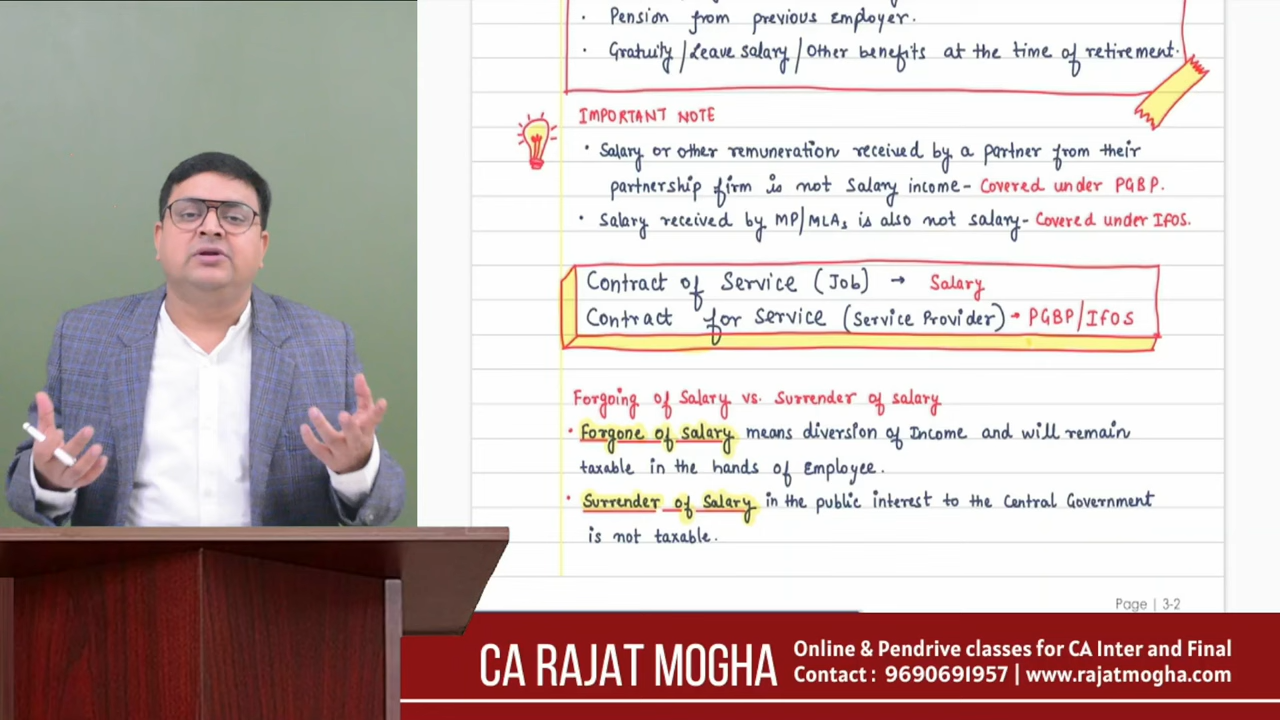 · Pension from previous employer.
· Gratuity / Leave salary / Other benefits at the time of retirement.
IMPORTANT NOTE
· Salary or other remuneration received by a partner from their
partnership firm is not Salary income - Covered under PGBP.
· Salary received by MP/MLAs is also not salary - Covered under IFOS.
Contract of Service (Job) → Salary
Contract for service (Service Provider) → PGBP/IFOS
Forgoing of Salary vs. Surrender of salary
· Forgone of salary means diversion of Income and will remain
taxable in the hands of Employee.
· Surrender of Salary in the public interest to the Central Government
is not taxable.
Page | 3-2
CA RAJAT MOGHA
Online & Pendrive classes for CA Inter and Final
Contact : 9690691957 | www.rajatmogha.com